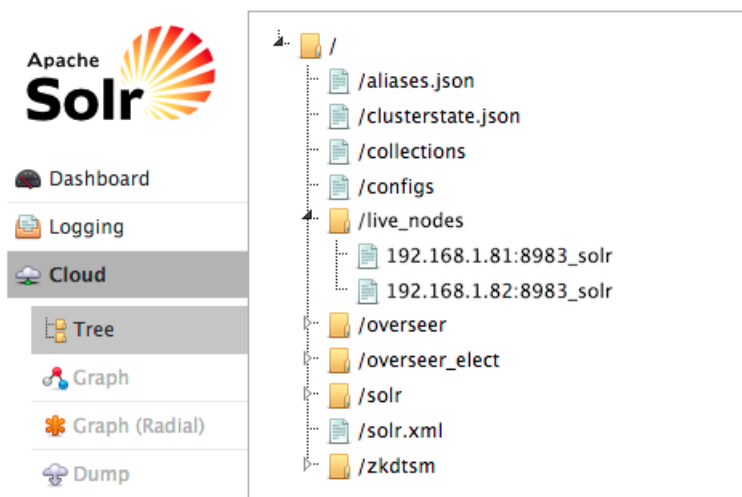 Apache
Solr
Dashboard
Logging
Cloud
Tree
Graph
Graph (Radial)
Dump
/
/aliases.json
/clusterstate.json
/collections
/configs
/live_nodes
192.168.1.81:8983_solr
192.168.1.82:8983_solr
/overseer
/overseer_elect
/solr
/solr.xml
/zkdtsm